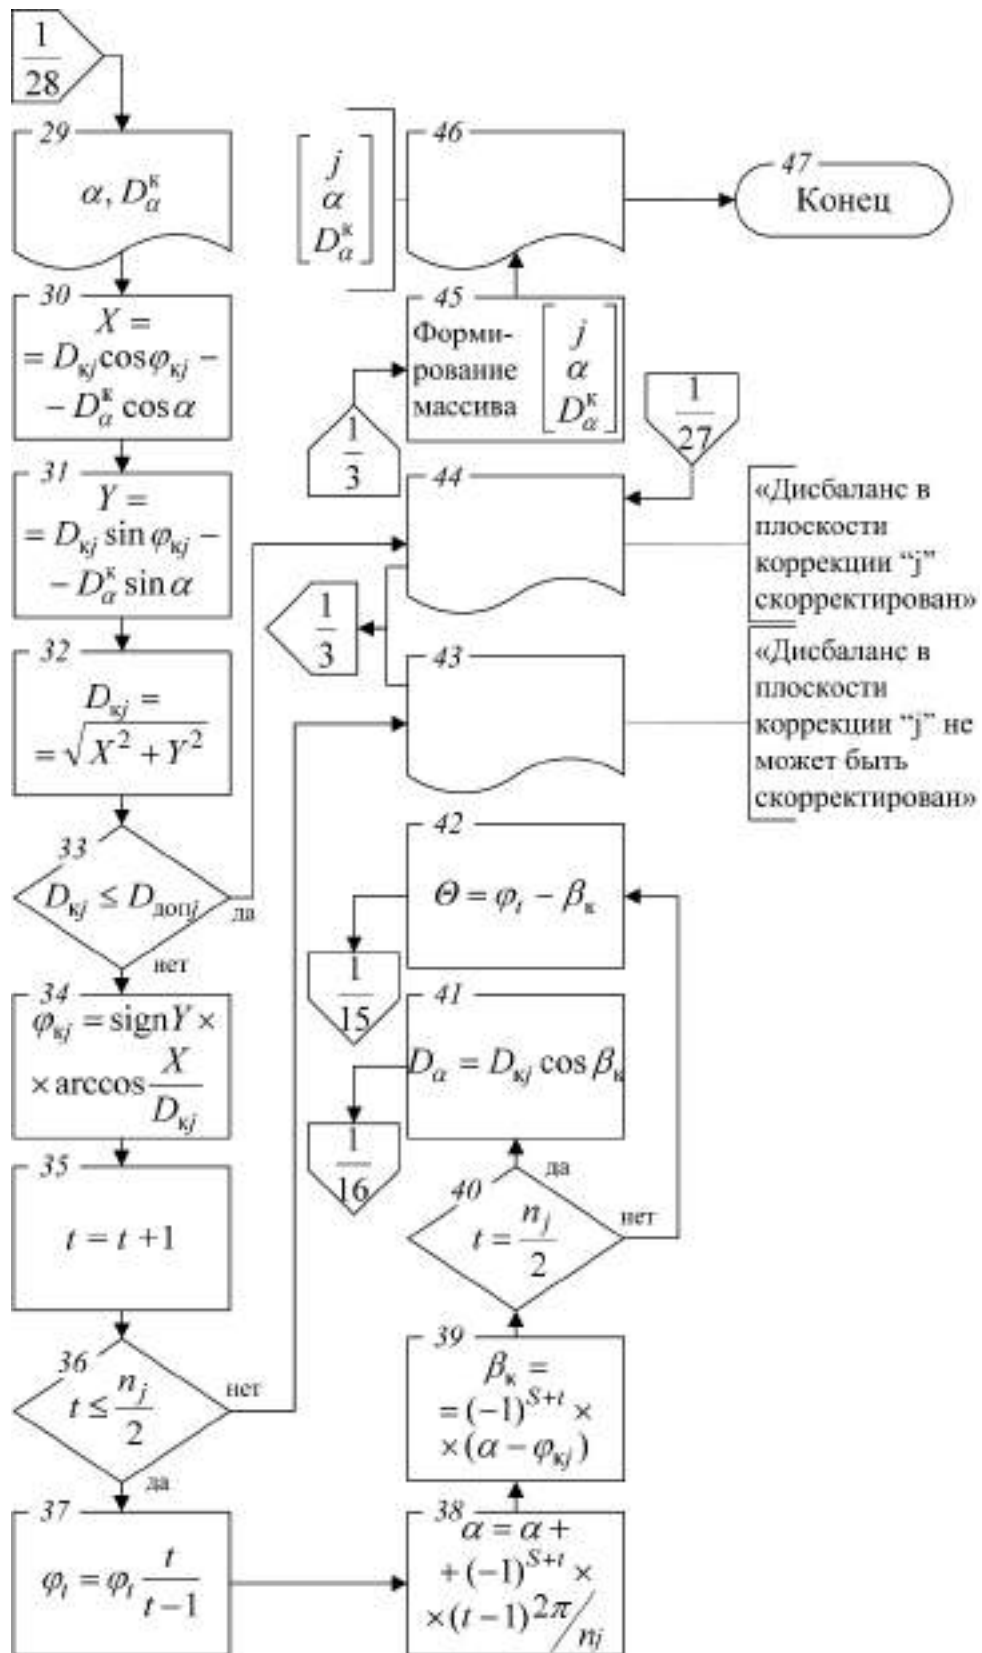 1
28
29
α, D_α^к
30
X =
= D_кj cosφ_кj −
− D_α^к cosα
31
Y =
= D_кj sin φ_кj −
− D_α^к sin α
32
D_кj =
= √(X² + Y²)
33
D_кj ≤ D_допj
да
нет
34
φ_кj = signY ×
× arccos X/D_кj
35
t = t +1
36
t ≤ n_j/2
нет
да
37
φ_t = φ_t t/(t−1)
38
α = α +
+ (−1)^(S+t) ×
× (t −1) 2π/n_j
39
β_к =
= (−1)^(S+t) ×
× (α − φ_кj)
40
t = n_j/2
да
нет
41
D_α = D_кj cos β_к
1
16
42
Θ = φ_t − β_к
1
15
43
«Дисбаланс в
плоскости
коррекции “j” не
может быть
скорректирован»
44
«Дисбаланс в
плоскости
коррекции “j”
скорректирован»
1
3
1
27
45
Форми-
рование
массива
j
α
D_α^к
1
3
46
j
α
D_α^к
47
Конец